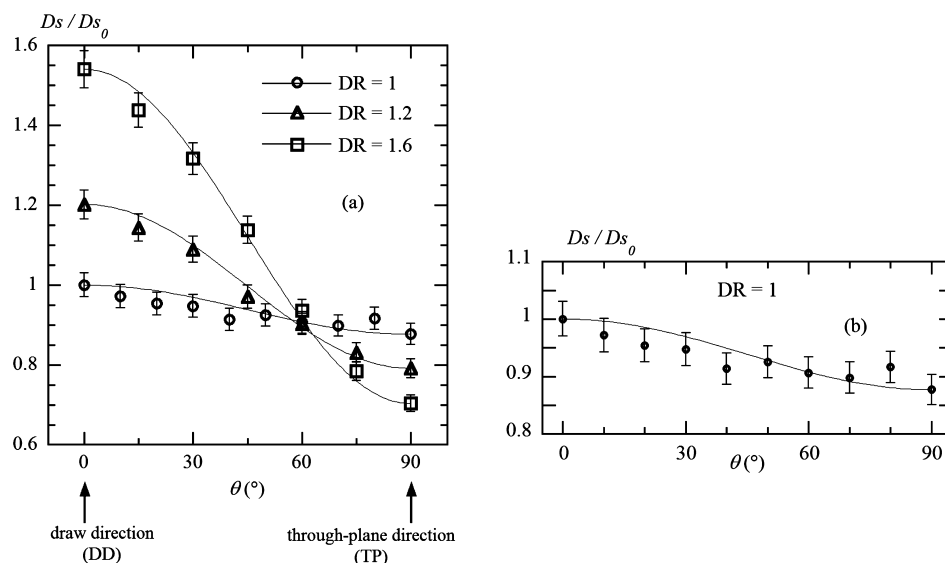 Ds / Ds0
1.6
1.4
1.2
1
0.8
0.6
DR = 1
DR = 1.2
DR = 1.6
(a)
0
30
60
90
θ (°)
draw direction
(DD)
through-plane direction
(TP)
Ds / Ds0
1.1
1
0.9
0.8
DR = 1
(b)
0
30
60
90
θ (°)